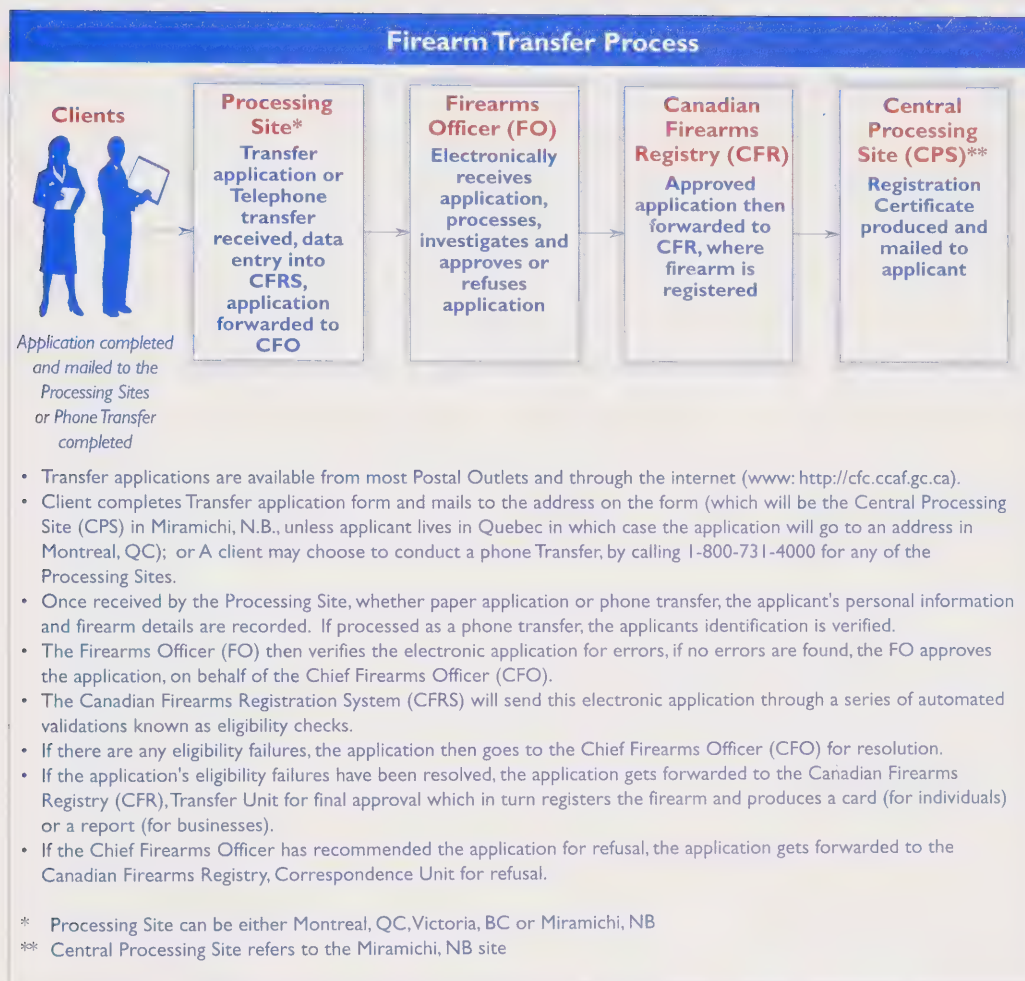 Firearm Transfer Process
Clients
Application completed
and mailed to the
Processing Sites
or Phone Transfer
completed
Processing
Site*
Transfer
application or
Telephone
transfer
received, data
entry into
CFRS,
application
forwarded to
CFO
Firearms
Officer (FO)
Electronically
receives
application,
processes,
investigates and
approves or
refuses
application
Canadian
Firearms
Registry (CFR)
Approved
application then
forwarded to
CFR, where
firearm is
registered
Central
Processing
Site (CPS)**
Registration
Certificate
produced and
mailed to
applicant
• Transfer applications are available from most Postal Outlets and through the internet (www: http://cfc.ccaf.gc.ca).
• Client completes Transfer application form and mails to the address on the form (which will be the Central Processing
Site (CPS) in Miramichi, N.B., unless applicant lives in Quebec in which case the application will go to an address in
Montreal, QC); or A client may choose to conduct a phone Transfer, by calling 1-800-731-4000 for any of the
Processing Sites.
• Once received by the Processing Site, whether paper application or phone transfer, the applicant's personal information
and firearm details are recorded. If processed as a phone transfer, the applicants identification is verified.
• The Firearms Officer (FO) then verifies the electronic application for errors, if no errors are found, the FO approves
the application, on behalf of the Chief Firearms Officer (CFO).
• The Canadian Firearms Registration System (CFRS) will send this electronic application through a series of automated
validations known as eligibility checks.
• If there are any eligibility failures, the application then goes to the Chief Firearms Officer (CFO) for resolution.
• If the application's eligibility failures have been resolved, the application gets forwarded to the Canadian Firearms
Registry (CFR), Transfer Unit for final approval which in turn registers the firearm and produces a card (for individuals)
or a report (for businesses).
• If the Chief Firearms Officer has recommended the application for refusal, the application gets forwarded to the
Canadian Firearms Registry, Correspondence Unit for refusal.
* Processing Site can be either Montreal, QC, Victoria, BC or Miramichi, NB
** Central Processing Site refers to the Miramichi, NB site